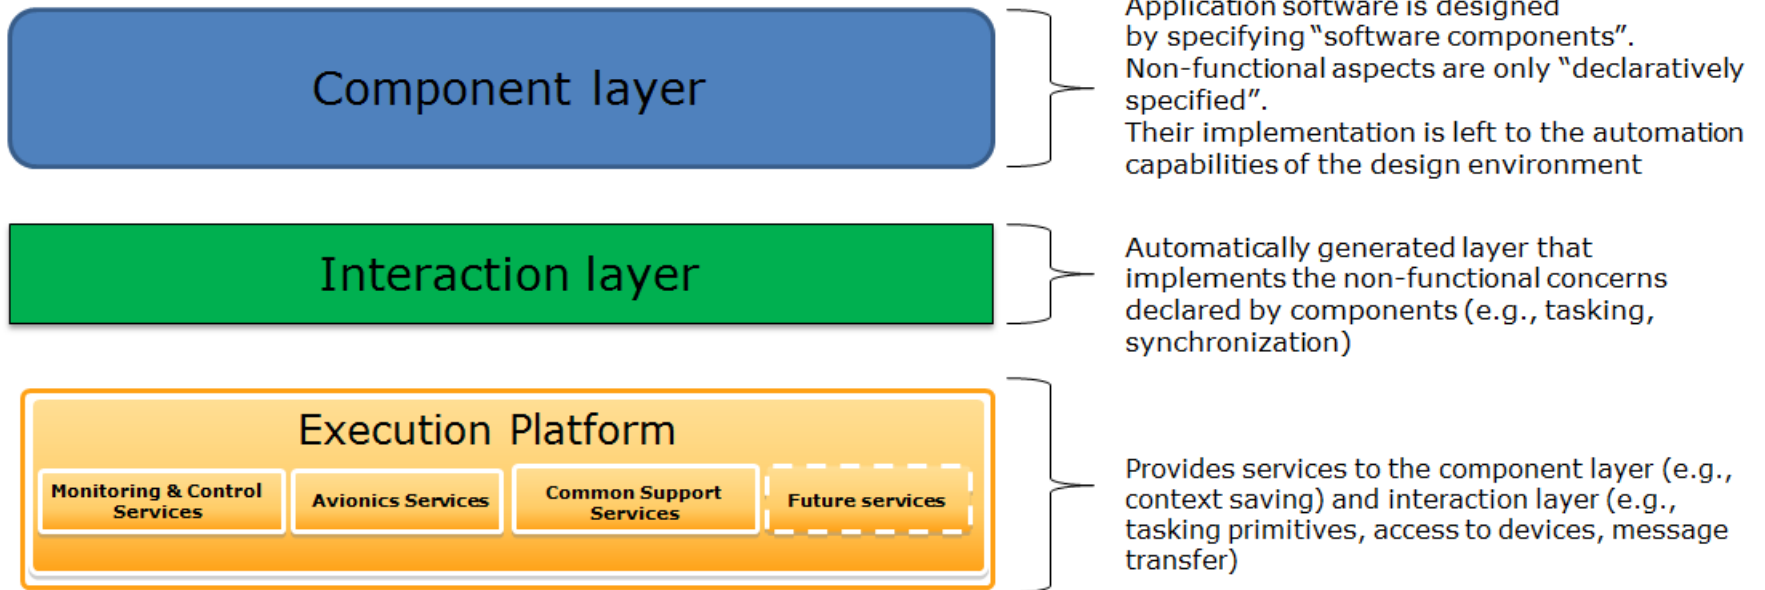 Component layer
Application software is designed
by specifying “software components”.
Non-functional aspects are only “declaratively
specified”.
Their implementation is left to the automation
capabilities of the design environment
Interaction layer
Automatically generated layer that
implements the non-functional concerns
declared by components (e.g., tasking,
synchronization)
Execution Platform
Monitoring & Control
Services
Avionics Services
Common Support
Services
Future services
Provides services to the component layer (e.g.,
context saving) and interaction layer (e.g.,
tasking primitives, access to devices, message
transfer)